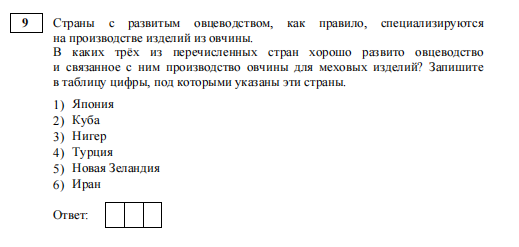 9
Страны с развитым овцеводством, как правило, специализируются
на производстве изделий из овчины.
В каких трёх из перечисленных стран хорошо развито овцеводство
и связанное с ним производство овчины для меховых изделий? Запишите
в таблицу цифры, под которыми указаны эти страны.
1) Япония
2) Куба
3) Нигер
4) Турция
5) Новая Зеландия
6) Иран
Ответ: